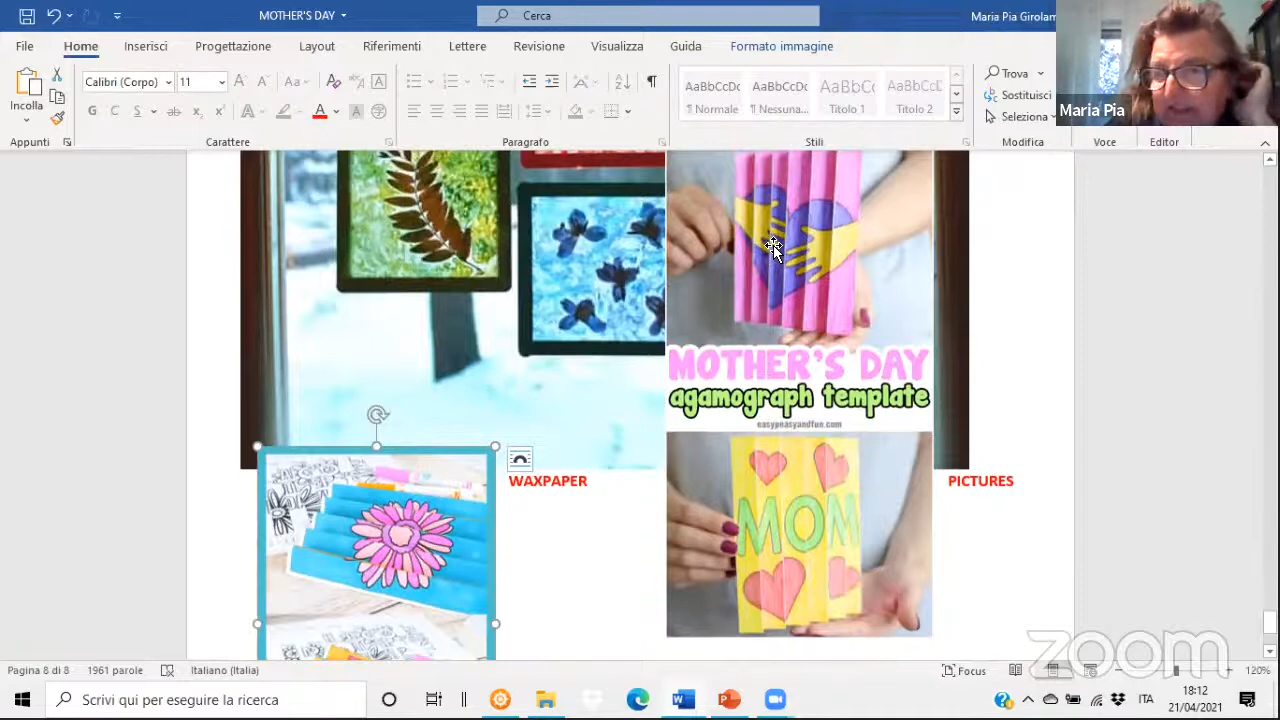 MOTHER'S DAY
Cerca
Maria Pia Girolam
File Home Inserisci Progettazione Layout Riferimenti Lettere Revisione Visualizza Guida Formato immagine
Incolla
Calibri (Corpo) 11
Aa
AaBbCcDc AaBbCcDc AaBbCc AaBbCcD
¶ Normale ¶ Nessuna... Titolo 1 Titolo 2
Trova
Sostituisci
Seleziona
Maria Pia
G C S ab x x A
Appunti Carattere Paragrafo Stili Modifica Voce Editor
MOTHER'S DAY
agamograph template
easypeasyandfun.com
WAXPAPER
PICTURES
MOM
zoom
Pagina 8 di 8 1961 parole Italiano (Italia) Focus 120%
Scrivi qui per eseguire la ricerca
ITA
18:12
21/04/2021